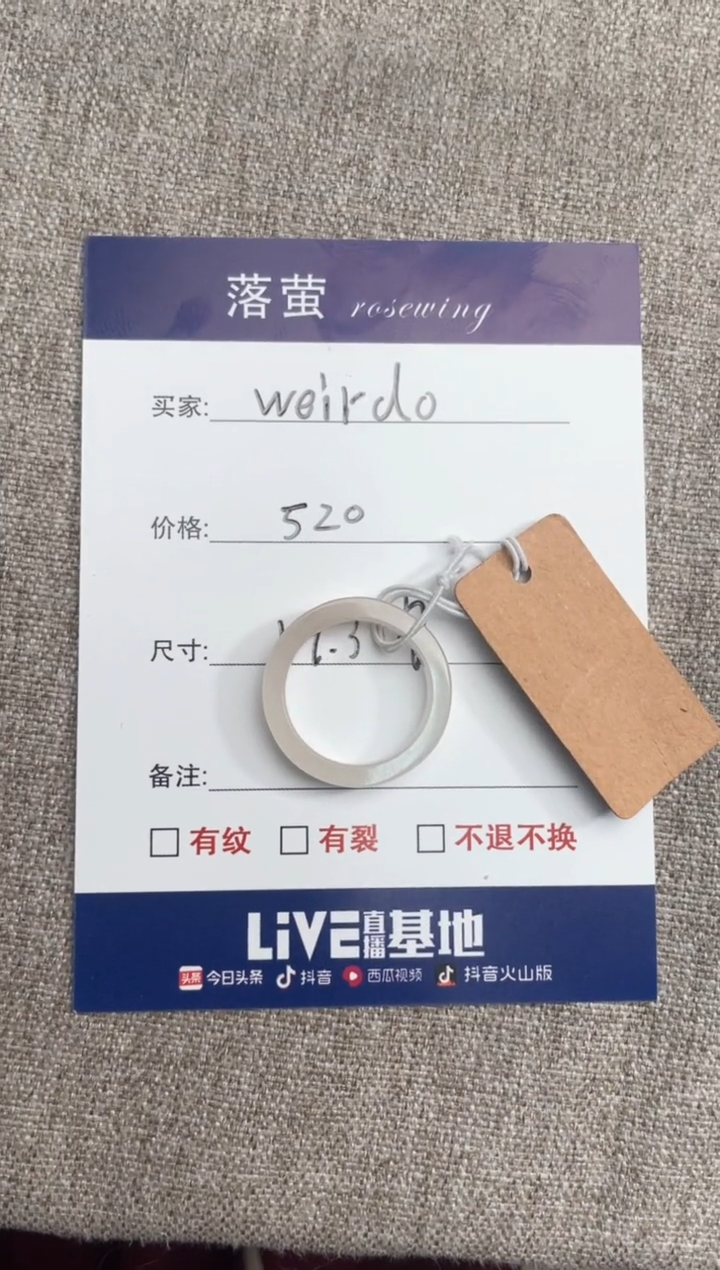 落萤 rosewing
买家: weirdo
价格: 520
尺寸:
备注:
有纹 有裂 不退不换
LiVE直播基地
头条 今日头条 抖音 西瓜视频 抖音火山版